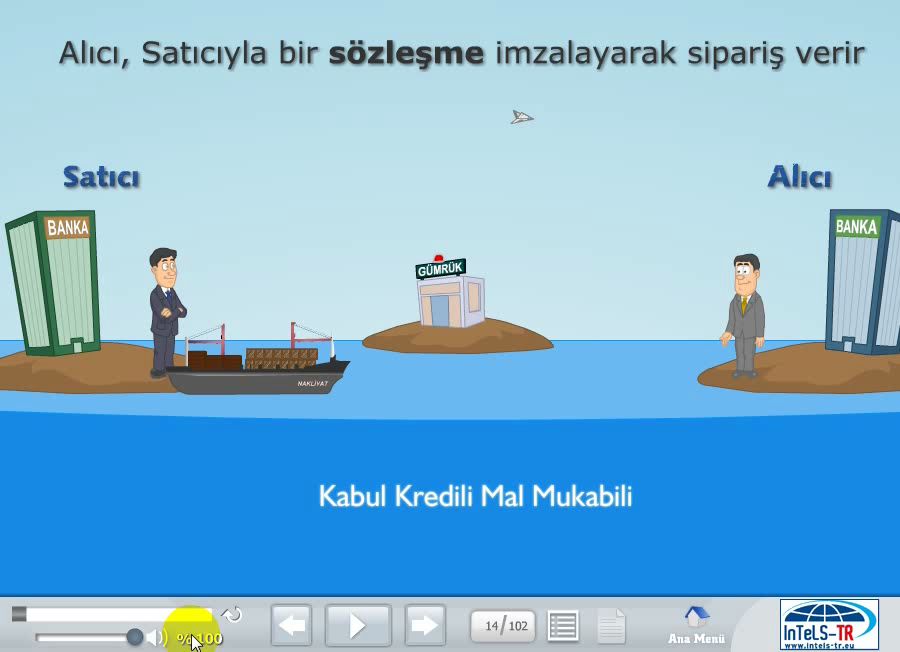 Alıcı, Satıcıyla bir sözleşme imzalayarak sipariş verir
Satıcı
Alıcı
BANKA
BANKA
GÜMRÜK
NAKLİYAT
Kabul Kredili Mal Mukabili
%100
14/102
Ana Menü
InTeLS-TR
www.intels-tr.eu